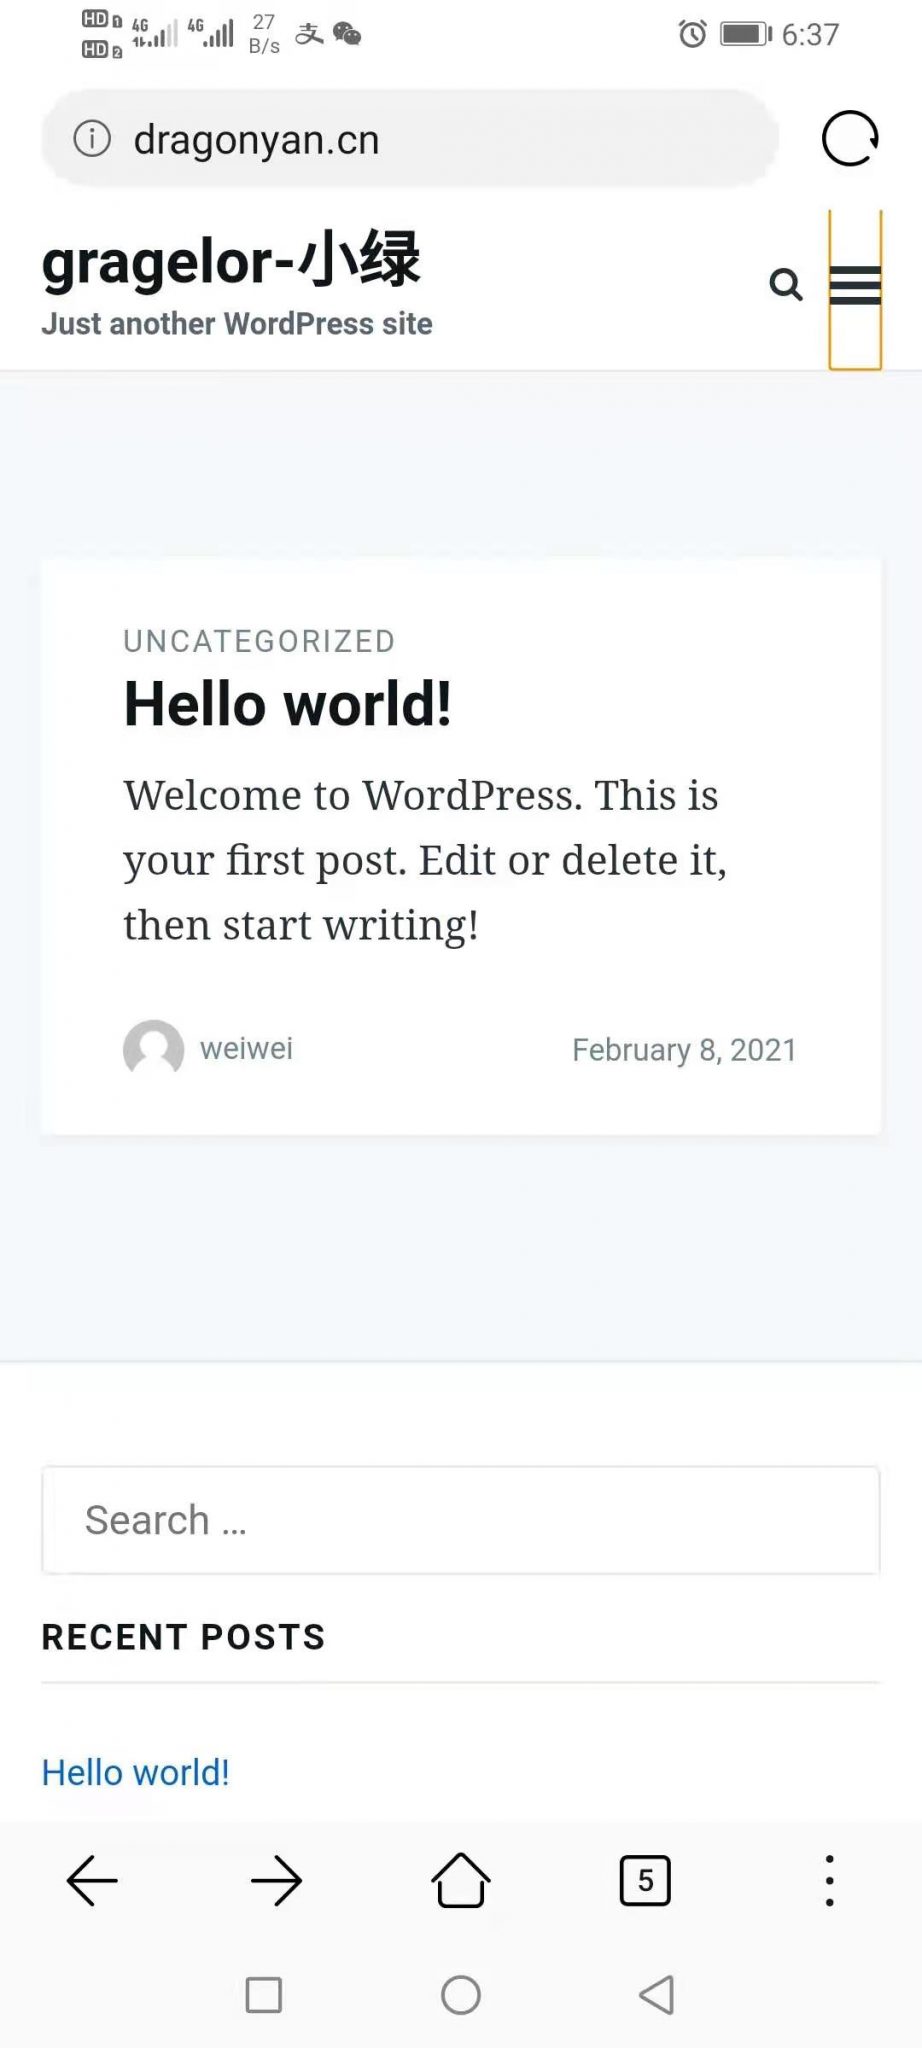 HD 1 4G 4G 27 支 6:37
HD 2 B/s
dragonyan.cn
gragelor-小绿
Just another WordPress site
UNCATEGORIZED
Hello world!
Welcome to WordPress. This is
your first post. Edit or delete it,
then start writing!
weiwei February 8, 2021
Search ...
RECENT POSTS
Hello world!
5